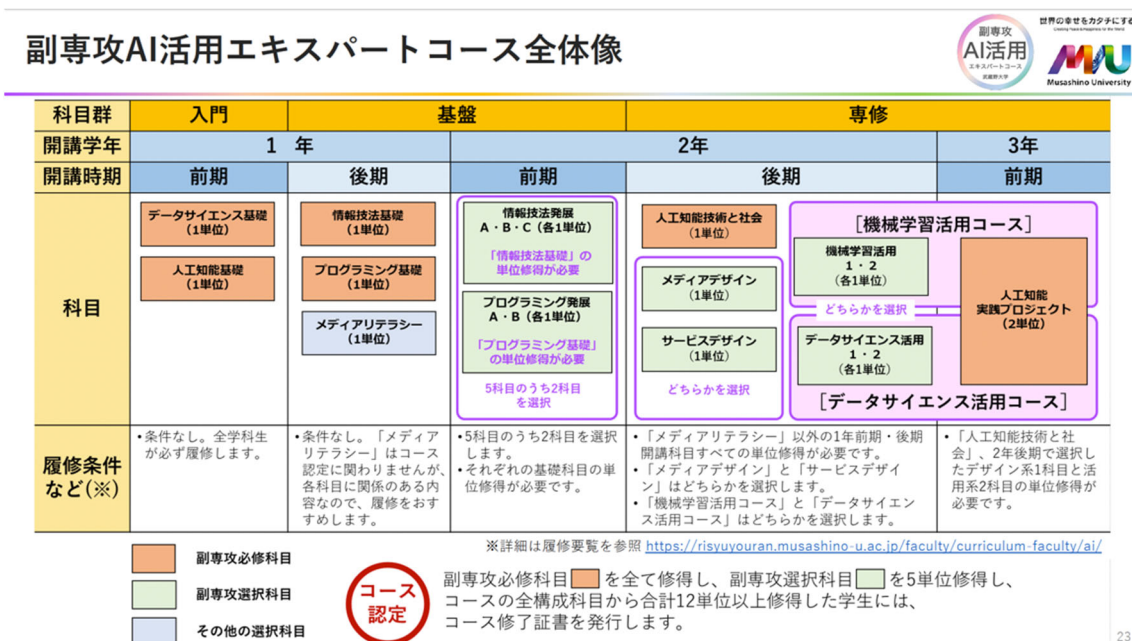 副専攻AI活用エキスパートコース全体像
副専攻
AI活用
エキスパートコース
武蔵野大学
世界の幸せをカタチにする
Musashino University
科目群
入門
基盤
専修
開講学年
1 年
2年
3年
開講時期
前期
後期
前期
後期
前期
科目
データサイエンス基礎
(1単位)
人工知能基礎
(1単位)
情報技法基礎
(1単位)
プログラミング基礎
(1単位)
メディアリテラシー
(1単位)
情報技法発展
A・B・C(各1単位)
「情報技法基礎」の
単位修得が必要
プログラミング発展
A・B(各1単位)
「プログラミング基礎」
の単位修得が必要
5科目のうち2科目
を選択
人工知能技術と社会
(1単位)
メディアデザイン
(1単位)
サービスデザイン
(1単位)
どちらかを選択
[機械学習活用コース]
機械学習活用
1・2
(各1単位)
どちらかを選択
データサイエンス活用
1・2
(各1単位)
[データサイエンス活用コース]
人工知能
実践プロジェクト
(2単位)
履修条件
など(※)
•条件なし。全学科生
が必ず履修します。
•条件なし。「メディア
リテラシー」はコース
認定に関わりませんが、
各科目に関係のある内
容なので、履修をおす
すめします。
•5科目のうち2科目を選択
します。
•それぞれの基礎科目の単
位修得が必要です。
•「メディアリテラシー」以外の1年前期・後期
開講科目すべての単位修得が必要です。
•「メディアデザイン」と「サービスデザイ
ン」はどちらかを選択します。
•「機械学習活用コース」と「データサイエン
ス活用コース」はどちらかを選択します。
•「人工知能技術と社
会」、2年後期で選択し
たデザイン系1科目と活
用系2科目の単位修得が
必要です。
※詳細は履修要覧を参照 https://risyuyouran.musashino-u.ac.jp/faculty/curriculum-faculty/ai/
副専攻必修科目
副専攻選択科目
その他の選択科目
コース
認定
副専攻必修科目 を全て修得し、副専攻選択科目 を5単位修得し、
コースの全構成科目から合計12単位以上修得した学生には、
コース修了証書を発行します。
23